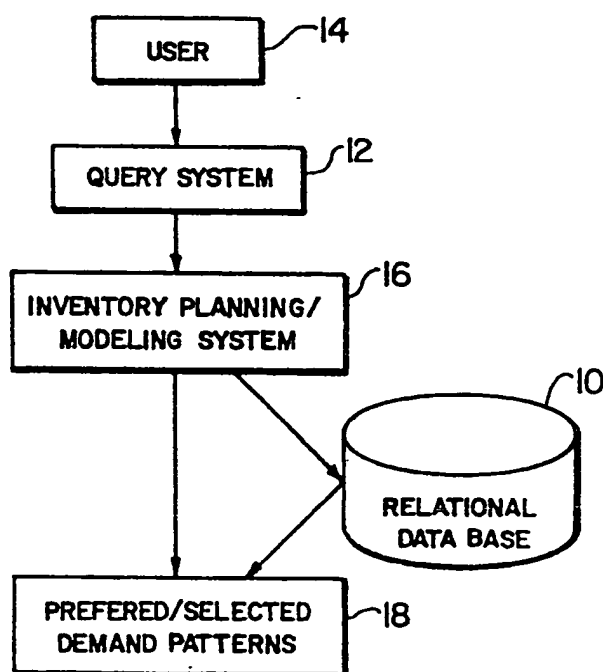 14
USER
12
QUERY SYSTEM
16
INVENTORY PLANNING/
MODELING SYSTEM
10
RELATIONAL
DATA BASE
PREFERED/SELECTED
DEMAND PATTERNS
18